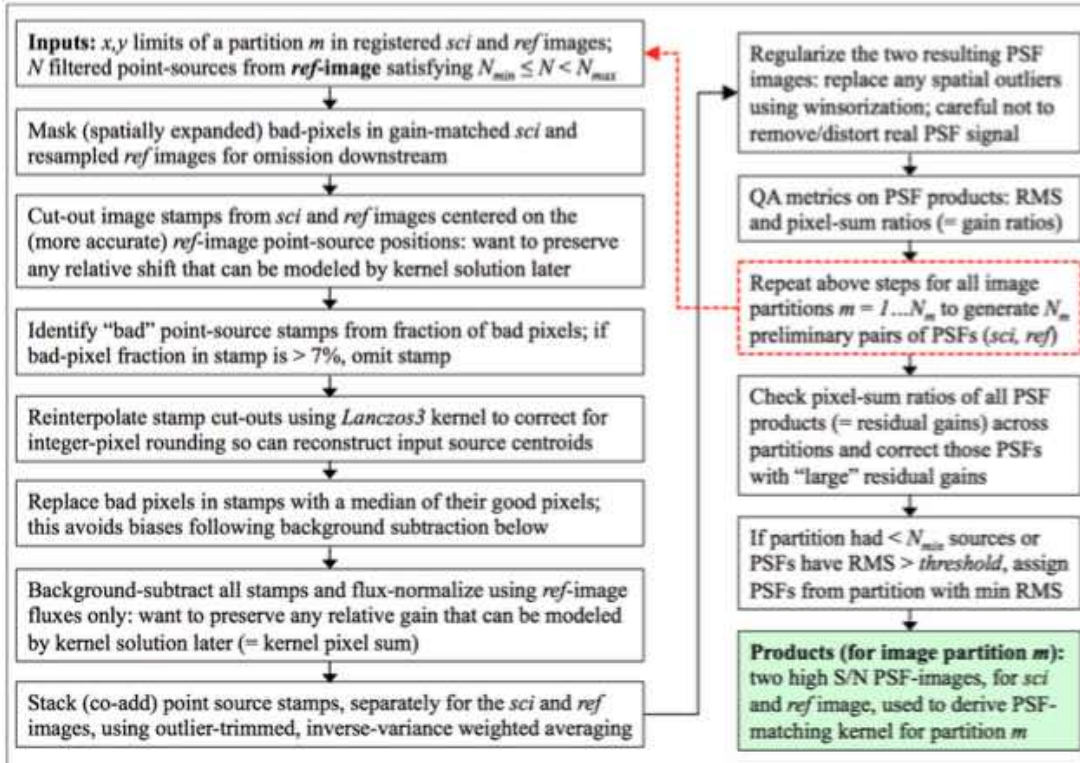 Inputs: x,y limits of a partition m in registered sci and ref images;
N filtered point-sources from ref-image satisfying Nmin ≤ N < Nmax
Mask (spatially expanded) bad-pixels in gain-matched sci and
resampled ref images for omission downstream
Cut-out image stamps from sci and ref images centered on the
(more accurate) ref-image point-source positions: want to preserve
any relative shift that can be modeled by kernel solution later
Identify “bad” point-source stamps from fraction of bad pixels; if
bad-pixel fraction in stamp is > 7%, omit stamp
Reinterpolate stamp cut-outs using Lanczos3 kernel to correct for
integer-pixel rounding so can reconstruct input source centroids
Replace bad pixels in stamps with a median of their good pixels;
this avoids biases following background subtraction below
Background-subtract all stamps and flux-normalize using ref-image
fluxes only: want to preserve any relative gain that can be modeled
by kernel solution later (= kernel pixel sum)
Stack (co-add) point source stamps, separately for the sci and ref
images, using outlier-trimmed, inverse-variance weighted averaging
Regularize the two resulting PSF
images: replace any spatial outliers
using winsorization; careful not to
remove/distort real PSF signal
QA metrics on PSF products: RMS
and pixel-sum ratios (= gain ratios)
Repeat above steps for all image
partitions m = 1...Nm to generate Nm
preliminary pairs of PSFs (sci, ref)
Check pixel-sum ratios of all PSF
products (= residual gains) across
partitions and correct those PSFs
with “large” residual gains
If partition had < Nmin sources or
PSFs have RMS > threshold, assign
PSFs from partition with min RMS
Products (for image partition m):
two high S/N PSF-images, for sci
and ref image, used to derive PSF-
matching kernel for partition m